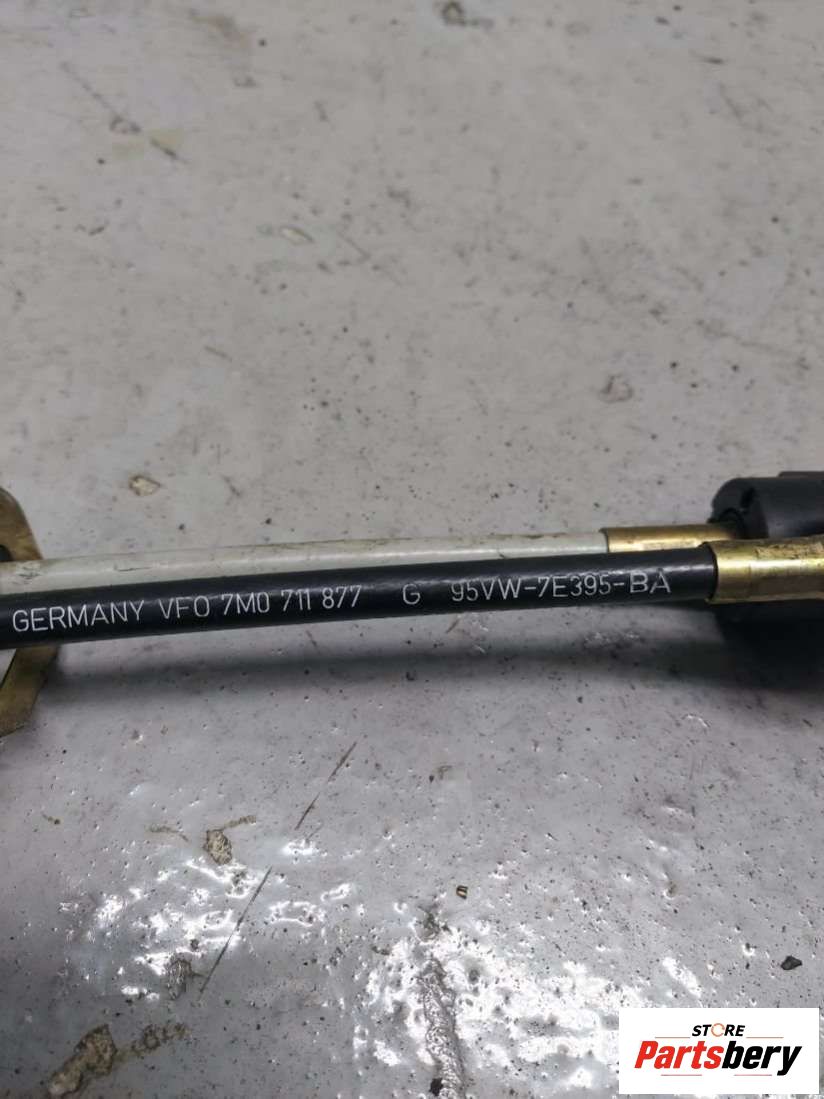 GERMANY VFO 7M0 711 877 G 95VW-7E395-BA
STORE
Partsbery